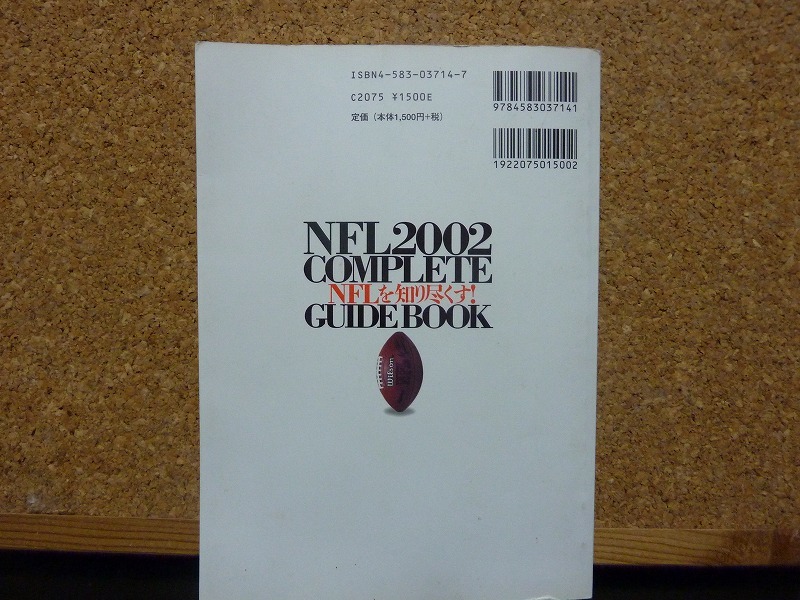 ISBN4-583-03714-7
C2075 ¥1500E
定価（本体1,500円+税）
9784583037141
1922075015002
NFL2002
COMPLETE
NFLを知り尽くす!
GUIDE BOOK
Wilson